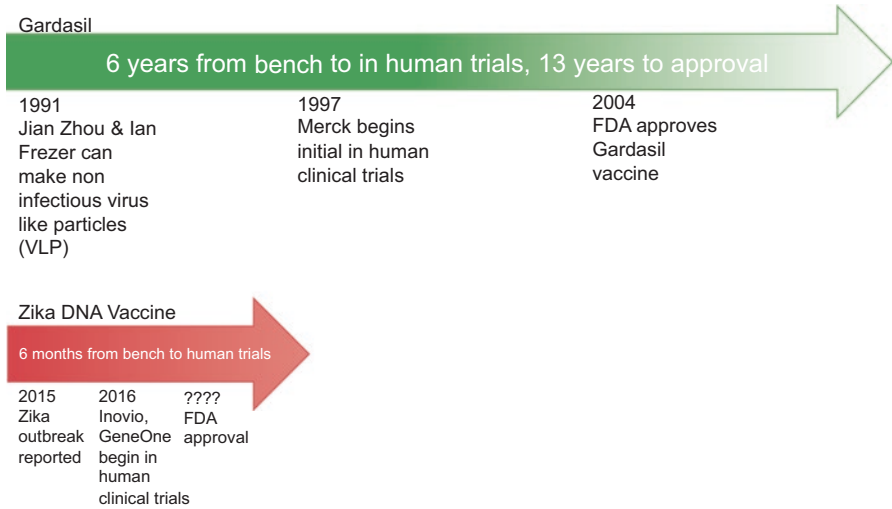 Gardasil
6 years from bench to in human trials, 13 years to approval
1991
Jian Zhou & Ian
Frezer can
make non
infectious virus
like particles
(VLP)
1997
Merck begins
initial in human
clinical trials
2004
FDA approves
Gardasil
vaccine
Zika DNA Vaccine
6 months from bench to human trials
2015
Zika
outbreak
reported
2016
Inovio,
GeneOne
begin in
human
clinical trials
????
FDA
approval